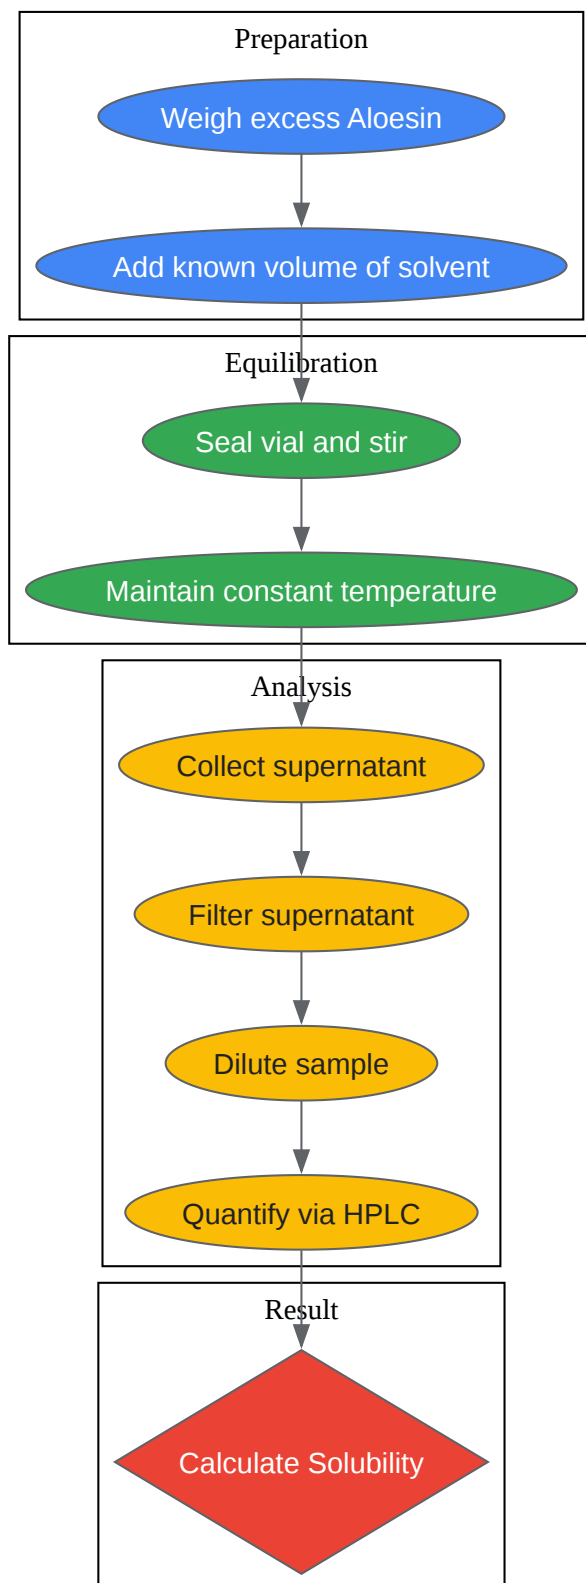 Preparation
Weigh excess Aloesin
Add known volume of solvent
Equilibration
Seal vial and stir
Maintain constant temperature
Analysis
Collect supernatant
Filter supernatant
Dilute sample
Quantify via HPLC
Result
Calculate Solubility